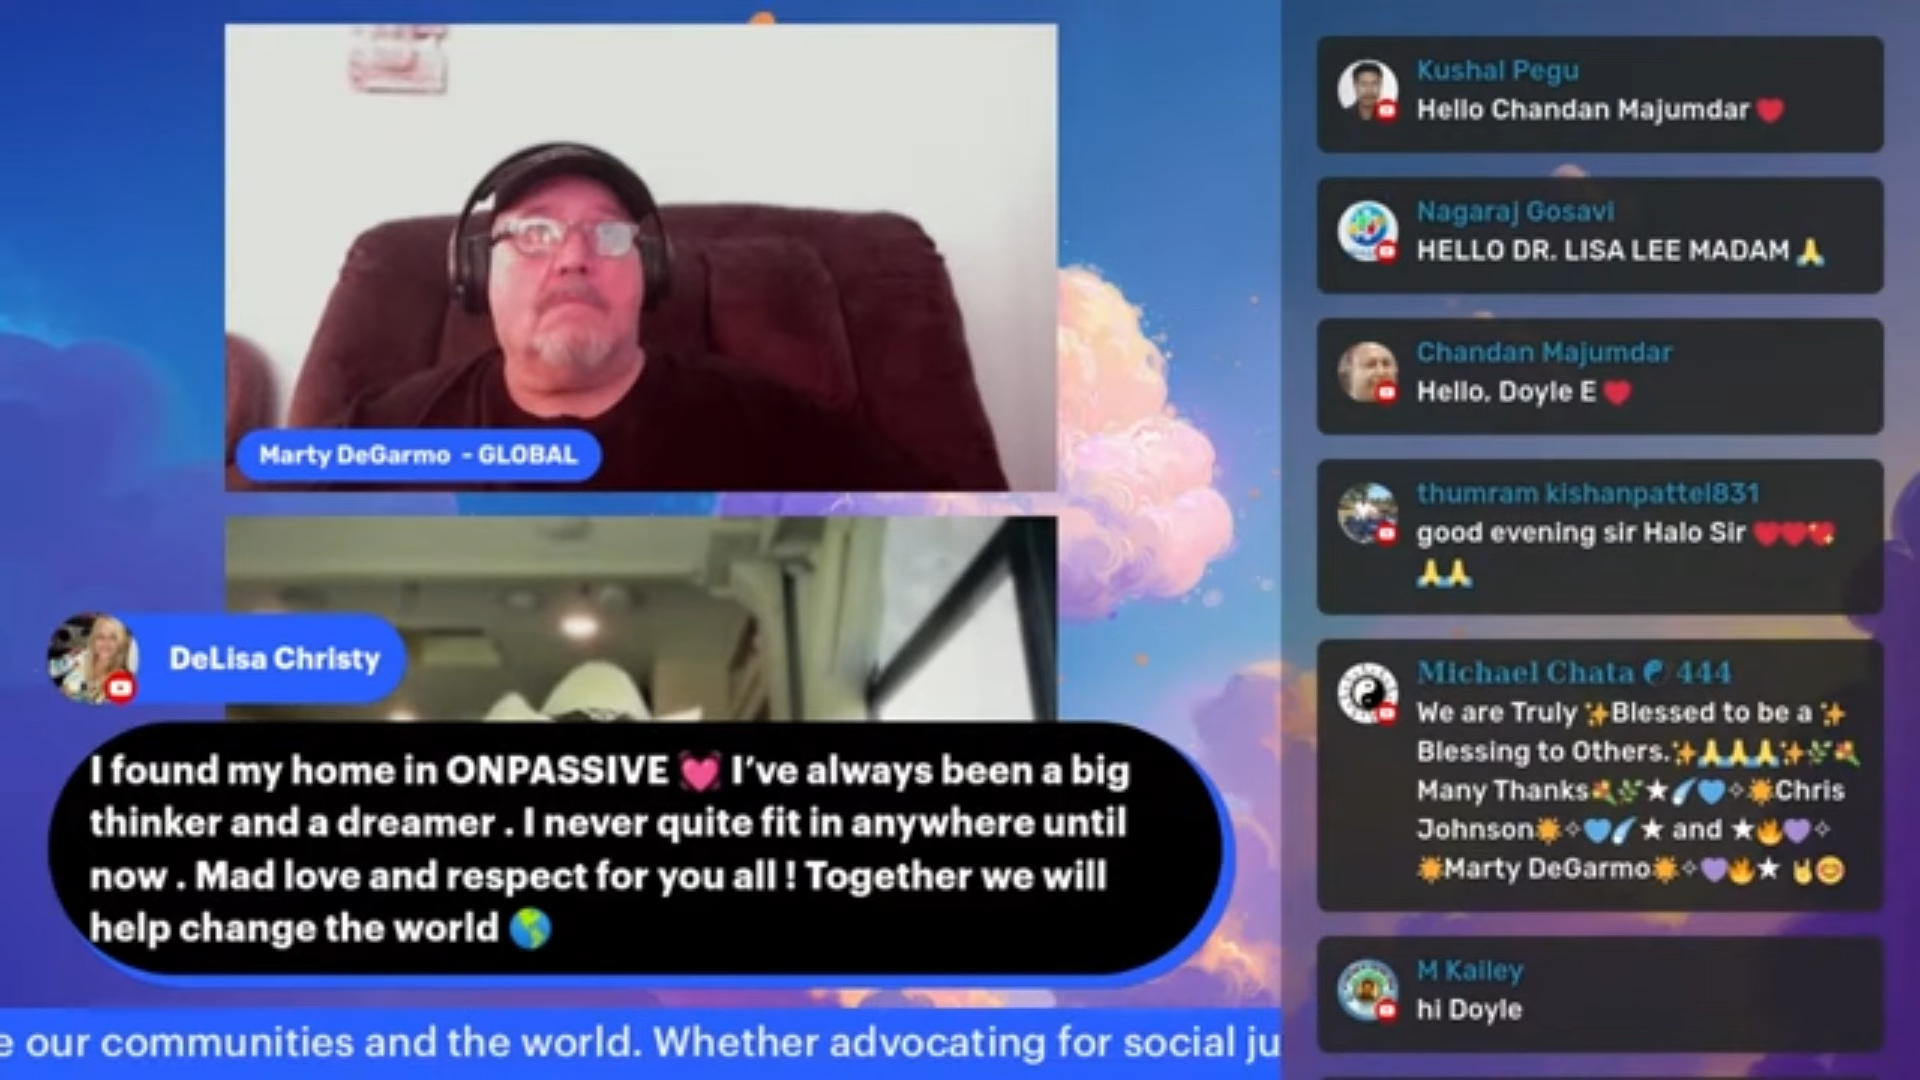 Marty DeGarmo - GLOBAL
DeLisa Christy
I found my home in ONPASSIVE 💓 I've always been a big
thinker and a dreamer . I never quite fit in anywhere until
now . Mad love and respect for you all ! Together we will
help change the world 🌎
e our communities and the world. Whether advocating for social ju
Kushal Pegu
Hello Chandan Majumdar ❤️
Nagaraj Gosavi
HELLO DR. LISA LEE MADAM 🙏
Chandan Majumdar
Hello, Doyle E ❤️
thumram kishanpattel831
good evening sir Halo Sir ❤️❤️💖
🙏🙏
Michael Chata ☯ 444
We are Truly ✨Blessed to be a ✨
Blessing to Others.✨🙏🙏🙏✨🌿💐
Many Thanks💐🌿★☄️💙✧🌟Chris
Johnson🌟✧💙☄️★ and ★🔥💜✧
🌟Marty DeGarmo🌟✧💜🔥★ 🤘😊
M Kailey
hi Doyle